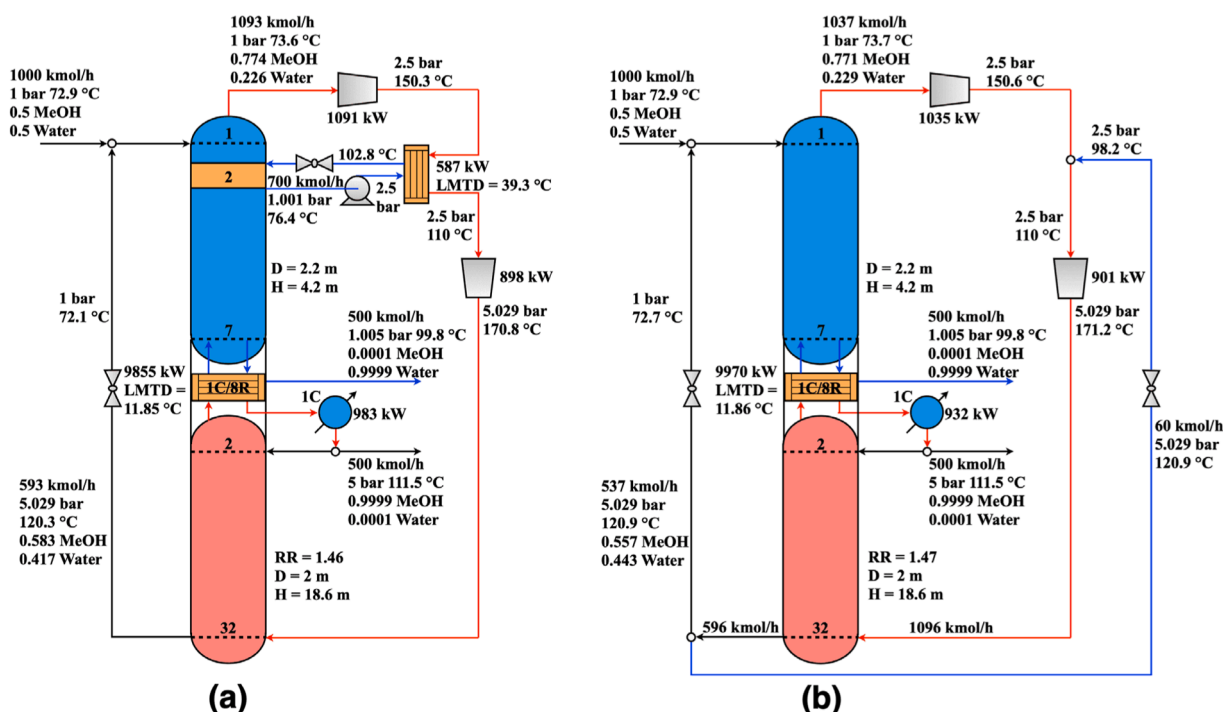 1093 kmol/h
1 bar 73.6 °C
0.774 MeOH
0.226 Water
2.5 bar
150.3 °C
1000 kmol/h
1 bar 72.9 °C
0.5 MeOH
0.5 Water
1091 kW
1
102.8 °C
587 kW
LMTD = 39.3 °C
2
700 kmol/h
1.001 bar
76.4 °C
2.5
bar
2.5 bar
110 °C
898 kW
D = 2.2 m
H = 4.2 m
1 bar
72.1 °C
5.029 bar
170.8 °C
7
500 kmol/h
1.005 bar 99.8 °C
0.0001 MeOH
0.9999 Water
9855 kW
LMTD =
11.85 °C
1C/8R
1C
983 kW
2
500 kmol/h
5 bar 111.5 °C
0.9999 MeOH
0.0001 Water
593 kmol/h
5.029 bar
120.3 °C
0.583 MeOH
0.417 Water
RR = 1.46
D = 2 m
H = 18.6 m
32
(a)
1037 kmol/h
1 bar 73.7 °C
0.771 MeOH
0.229 Water
2.5 bar
150.6 °C
1000 kmol/h
1 bar 72.9 °C
0.5 MeOH
0.5 Water
1035 kW
1
2.5 bar
98.2 °C
2.5 bar
110 °C
901 kW
D = 2.2 m
H = 4.2 m
1 bar
72.7 °C
5.029 bar
171.2 °C
7
500 kmol/h
1.005 bar 99.8 °C
0.0001 MeOH
0.9999 Water
9970 kW
LMTD =
11.86 °C
1C/8R
1C
932 kW
60 kmol/h
5.029 bar
120.9 °C
2
500 kmol/h
5 bar 111.5 °C
0.9999 MeOH
0.0001 Water
537 kmol/h
5.029 bar
120.9 °C
0.557 MeOH
0.443 Water
RR = 1.47
D = 2 m
H = 18.6 m
596 kmol/h
32
1096 kmol/h
(b)